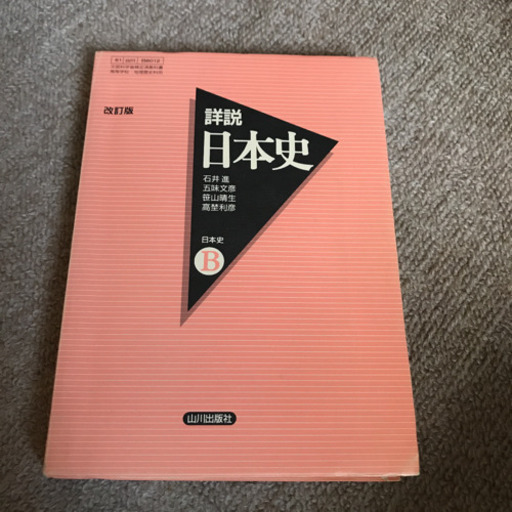 改訂版
詳説
日本史
石井 進
五味文彦
笹山晴生
高埜利彦
日本史
B
山川出版社